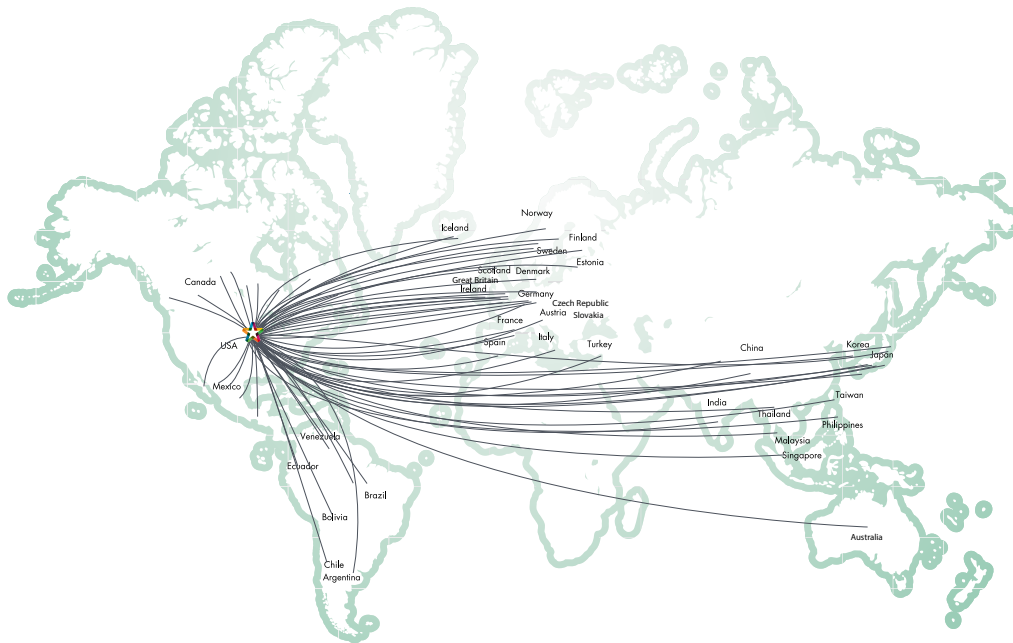 Norway
Iceland
Finland
Sweden
Estonia
Scotland
Denmark
Great Britain
Canada
Ireland
Germany
Czech Republic
Austria
Slovakia
France
Italy
Spain
Turkey
USA
China
Korea
Japan
Mexico
India
Taiwan
Thailand
Philippines
Venezuela
Malaysia
Singapore
Ecuador
Brazil
Bolivia
Australia
Chile
Argentina